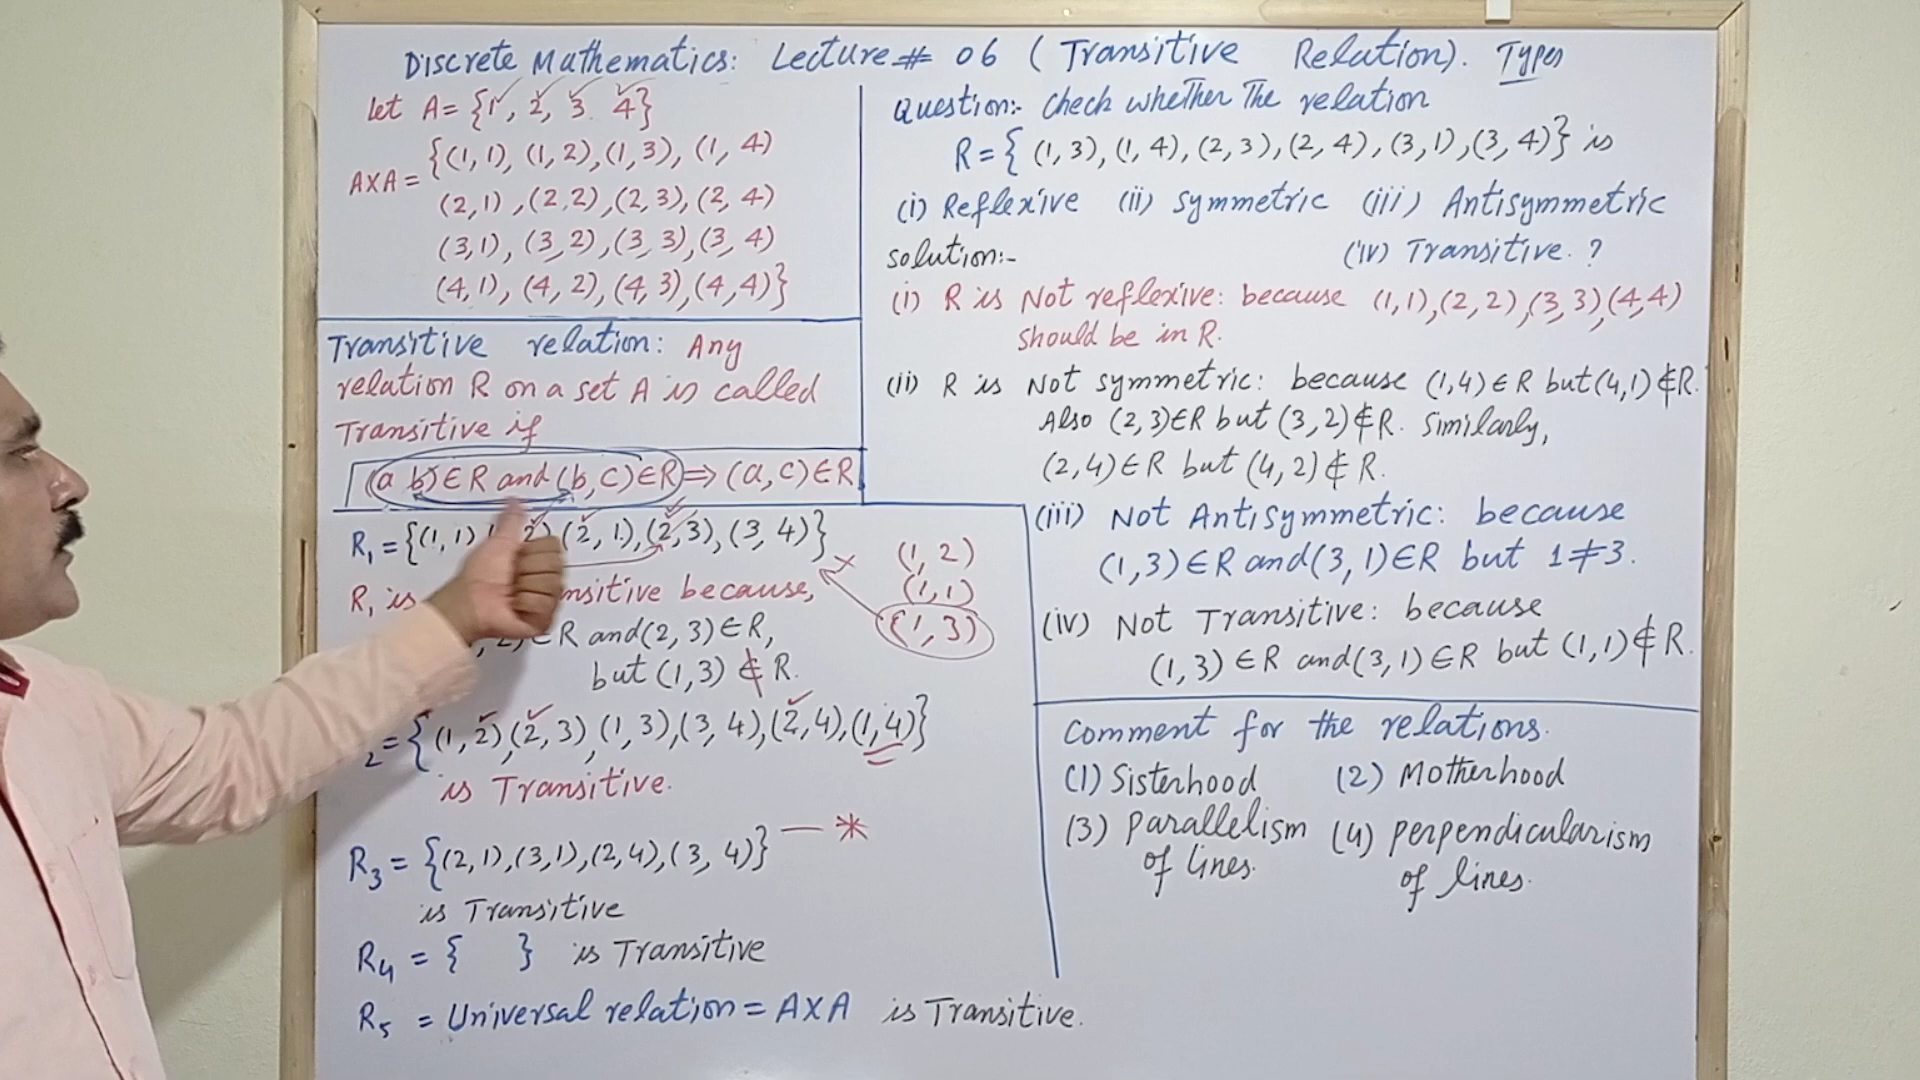 Discrete Mathematics: Lecture # 06 (Transitive Relation). Types
let A = {1, 2, 3 4}
A×A = {(1, 1), (1, 2), (1, 3), (1, 4)
(2, 1), (2,2), (2, 3), (2, 4)
(3,1), (3, 2), (3, 3), (3, 4)
(4,1), (4, 2), (4, 3), (4,4)}
Transitive relation: Any
relation R on a set A is called
Transitive if
(a b) ∈ R and (b, c) ∈ R ⇒ (a, c) ∈ R
R₁ = {(1, 1) 2), (2, 1), (2, 3), (3, 4)}
R₁ is nsitive because,
2) ∈ R and (2, 3) ∈ R,
but (1, 3) ∉ R.
(1, 2)
(1, 1)
(1, 3)
₂ = {(1, 2), (2, 3), (1, 3), (3, 4), (2, 4), (1, 4)}
is Transitive.
R₃ = {(2, 1), (3, 1), (2, 4), (3, 4)} — *
is Transitive
R₄ = { } is Transitive
R₅ = Universal relation = A×A is Transitive.
Question:- Check whether The relation
R = { (1, 3), (1, 4), (2, 3), (2, 4), (3, 1), (3, 4)} is
(i) Reflexive (ii) Symmetric (iii) Antisymmetric
(iv) Transitive. ?
Solution:-
(i) R is Not reflexive: because (1, 1), (2, 2), (3, 3) (4,4)
should be in R.
(ii) R is Not symmetric: because (1,4) ∈ R but (4,1) ∉ R.
Also (2, 3) ∈ R but (3, 2) ∉ R. Similarly,
(2,4) ∈ R but (4, 2) ∉ R.
(iii) Not Antisymmetric: because
(1,3) ∈ R and (3, 1) ∈ R but 1 ≠ 3.
(iv) Not Transitive: because
(1, 3) ∈ R and (3, 1) ∈ R but (1, 1) ∉ R.
Comment for the relations.
(1) Sisterhood (2) Motherhood
(3) Parallelism (4) Perpendicularism
of lines. of lines.